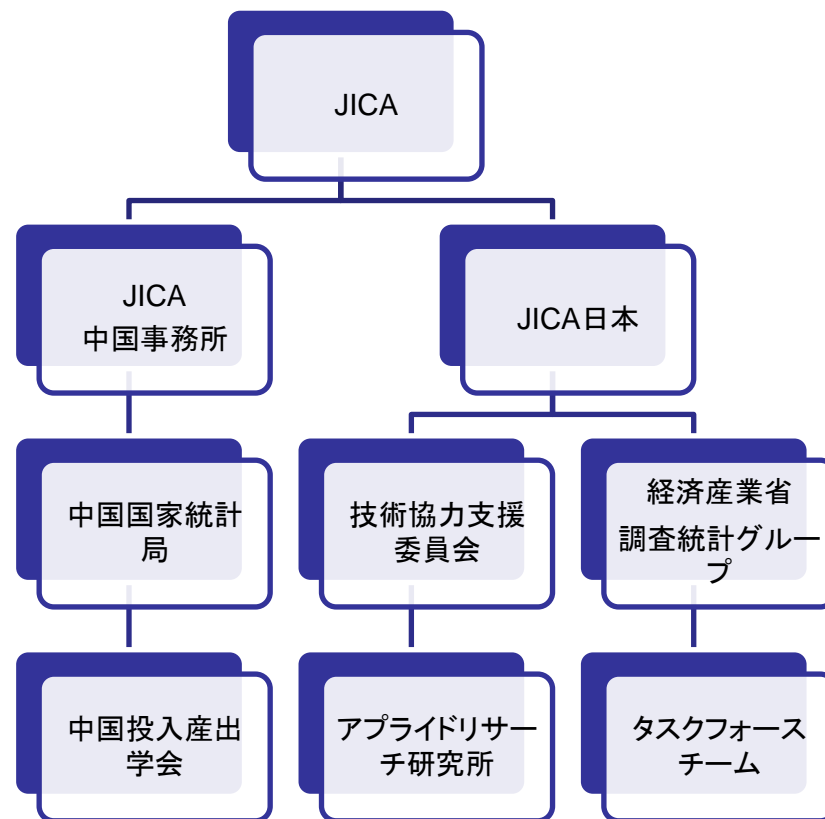 JICA
JICA
中国事務所
JICA日本
中国国家統計
局
技術協力支援
委員会
経済産業省
調査統計グルー
プ
中国投入産出
学会
アプライドリサー
チ研究所
タスクフォース
チーム